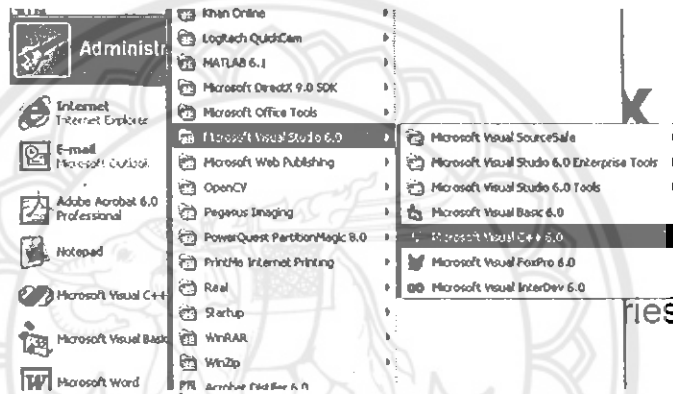 Administr
Internet
Internet Explorer
E-mail
Microsoft Outlook
Adobe Acrobat 6.0
Professional
Notepad
Microsoft Visual C++
Microsoft Visual Basic
Microsoft Word
Khan Online
Logitech QuickCam
MATLAB 6.1
Microsoft DirectX 9.0 SDK
Microsoft Office Tools
Microsoft Visual Studio 6.0
Microsoft Web Publishing
OpenCV
Pegasus Imaging
PowerQuest PartitionMagic 8.0
PrintMe Internet Printing
Real
Startup
WinRAR
WinZip
Acrobat Distiller 6.0
Microsoft Visual SourceSafe
Microsoft Visual Studio 6.0 Enterprise Tools
Microsoft Visual Studio 6.0 Tools
Microsoft Visual Basic 6.0
Microsoft Visual C++ 6.0
Microsoft Visual FoxPro 6.0
Microsoft Visual InterDev 6.0
x
ries